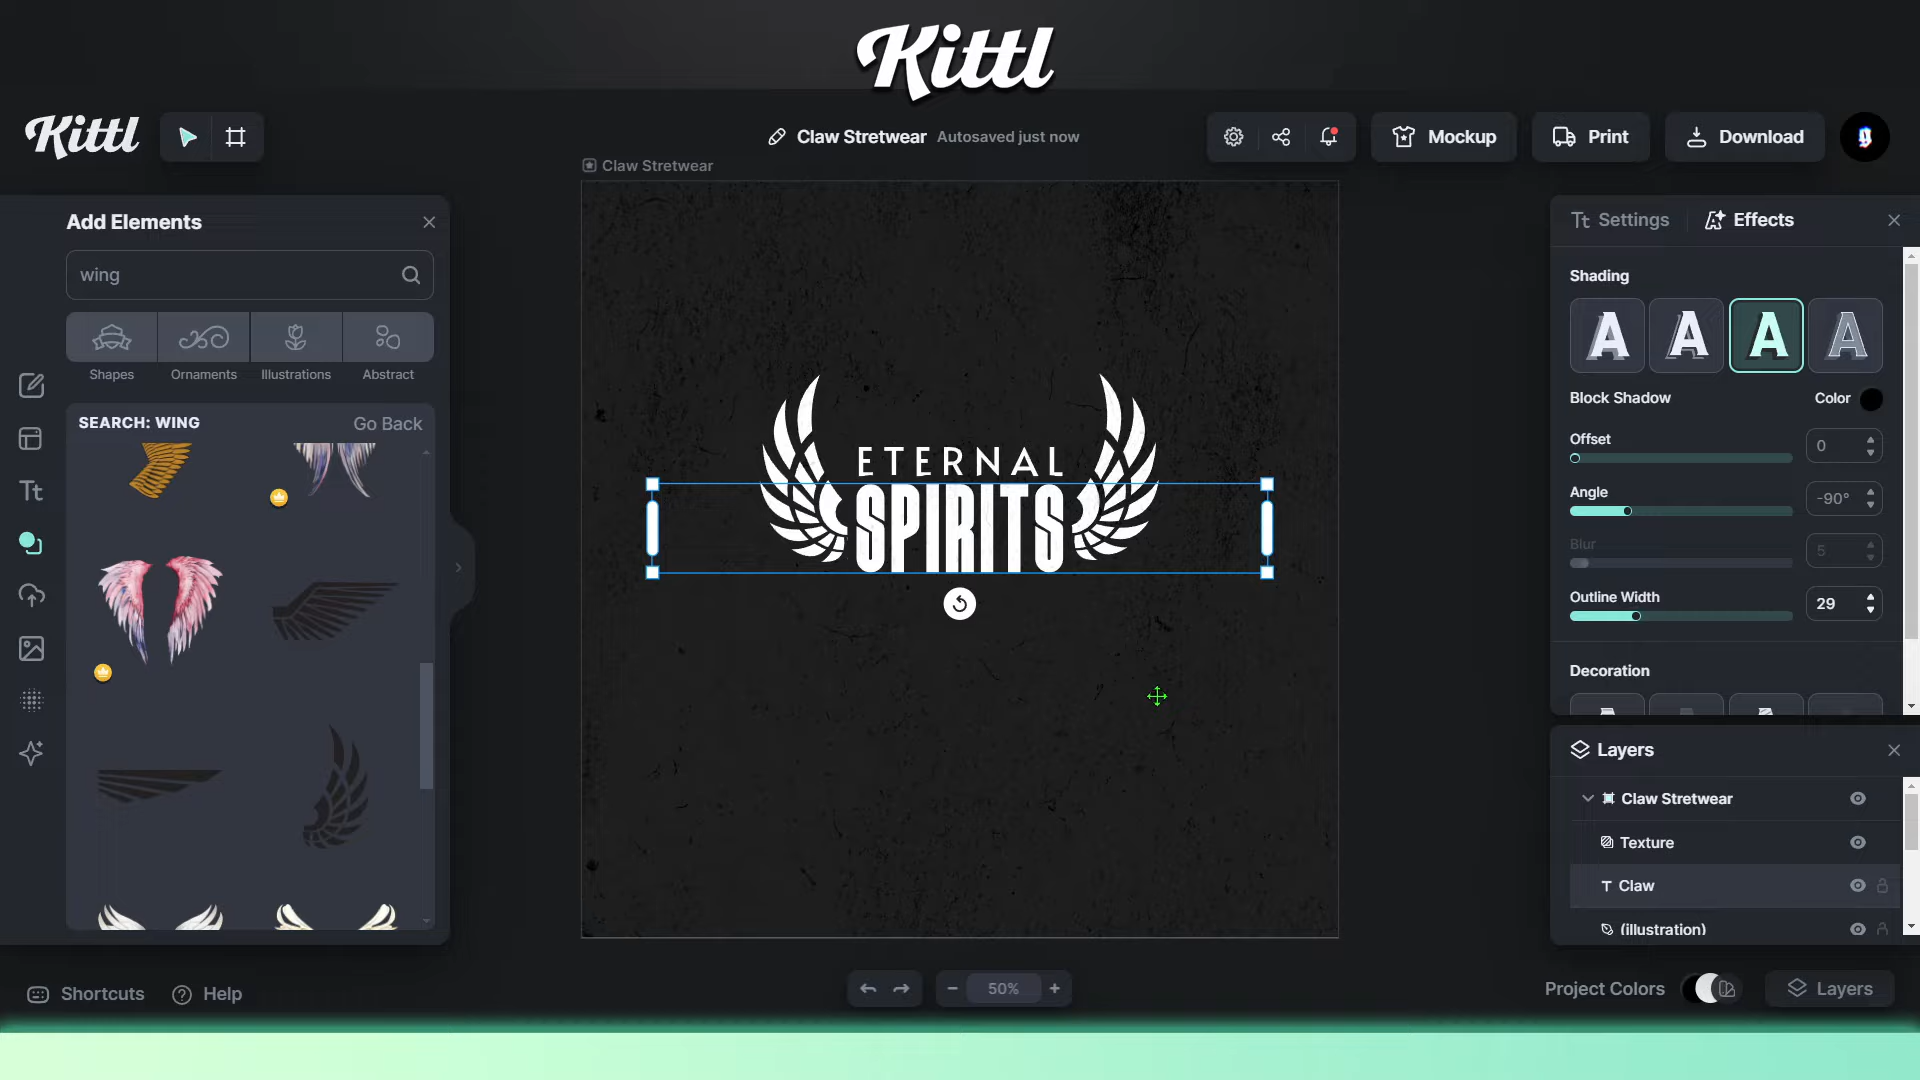 Kittl
Kittl
Claw Stretwear Autosaved just now
Mockup
Print
Download
Claw Stretwear
Add Elements
wing
Shapes Ornaments Illustrations Abstract
SEARCH: WING Go Back
ETERNAL
SPIRITS
Tt Settings
Effects
Shading
A A A A
Block Shadow Color
Offset 0
Angle -90°
Blur 5
Outline Width 29
Decoration
Layers
Claw Stretwear
Texture
T Claw
(illustration)
Tt
Shortcuts
? Help
50%
Project Colors
Layers